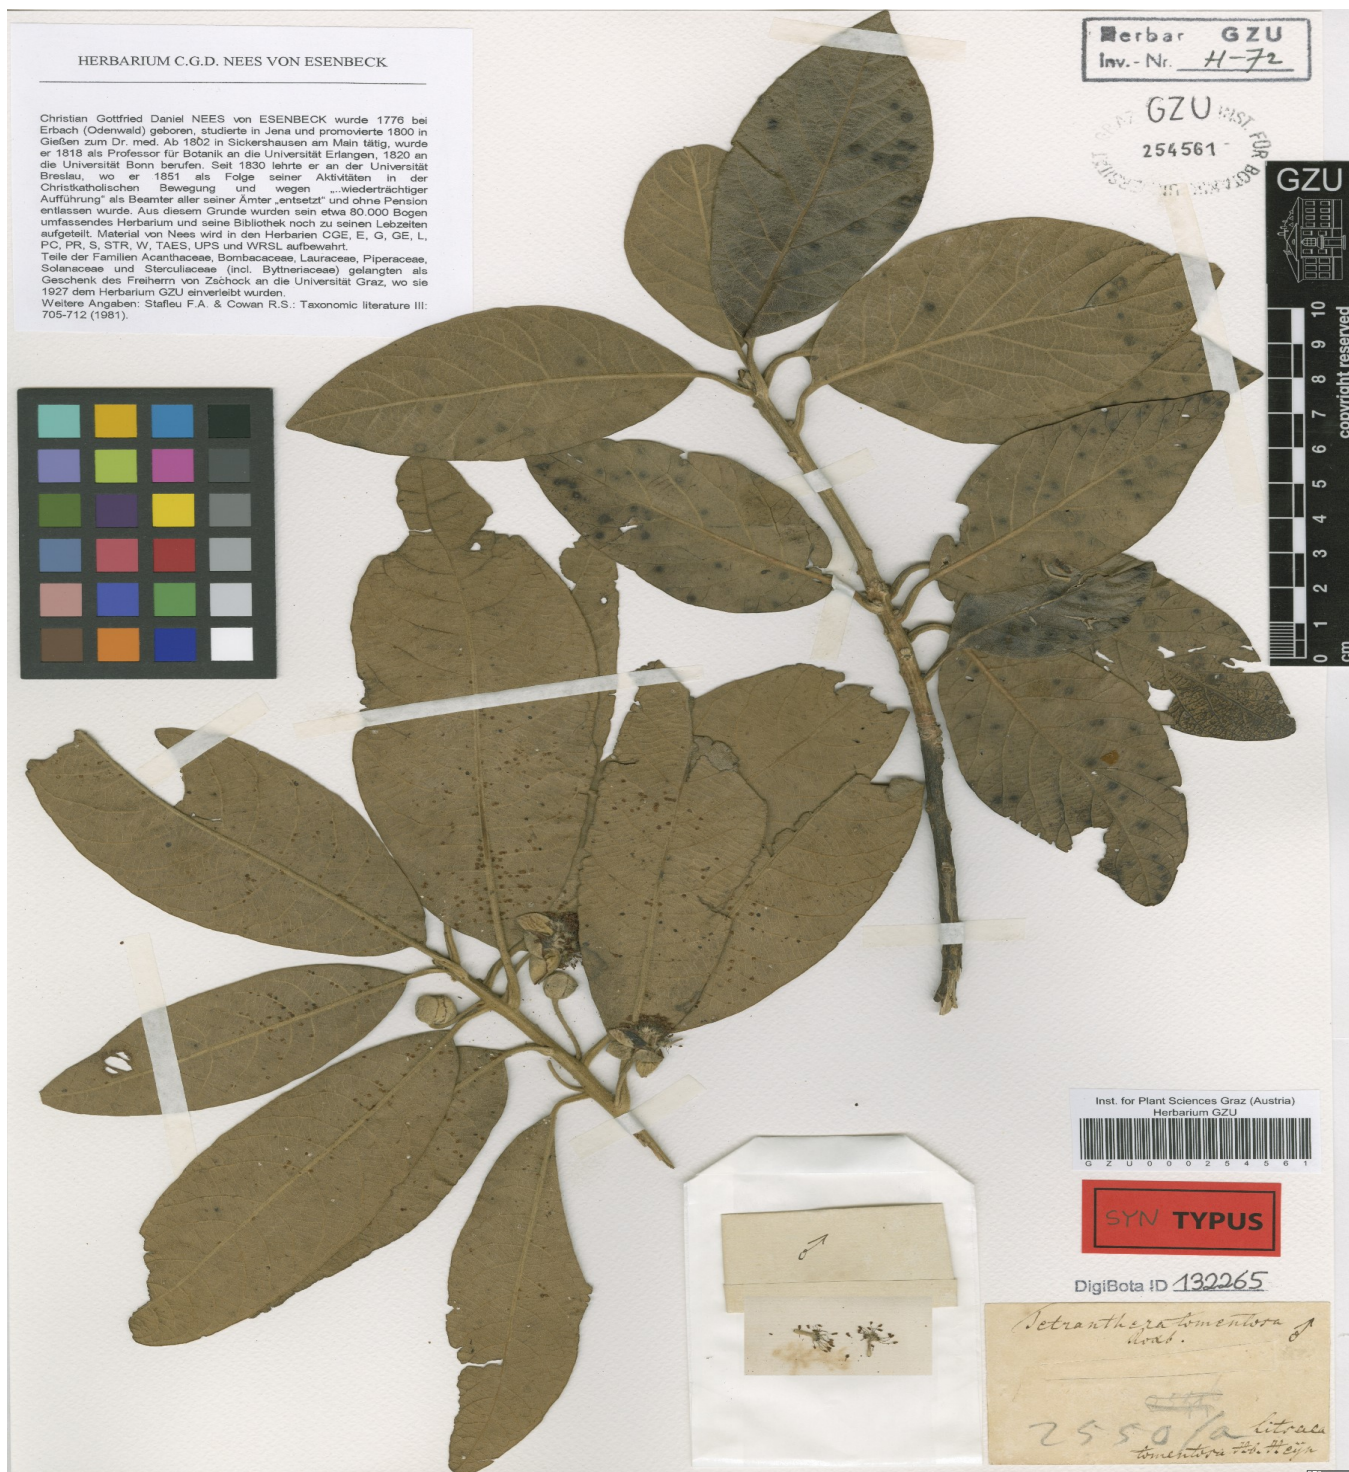 HERBARIUM C.G.D. NEES VON ESENBECK
Christian Gottfried Daniel NEES von ESENBECK wurde 1776 bei
Erbach (Odenwald) geboren, studierte in Jena und promovierte 1800 in
Gießen zum Dr. med. Ab 1802 in Sickershausen am Main tätig, wurde
er 1818 als Professor für Botanik an die Universität Erlangen, 1820 an
die Universität Bonn berufen. Seit 1830 lehrte er an der Universität
Breslau, wo er 1851 als Folge seiner Aktivitäten in der
Christkatholischen Bewegung und wegen „..wiederträchtiger
Aufführung“ als Beamter aller seiner Ämter „entsetzt“ und ohne Pension
entlassen wurde. Aus diesem Grunde wurden sein etwa 80.000 Bogen
umfassendes Herbarium und seine Bibliothek noch zu seinen Lebzeiten
aufgeteilt. Material von Nees wird in den Herbarien CGE, E, G, GE, L,
PC, PR, S, STR, W, TAES, UPS und WRSL aufbewahrt.
Teile der Familien Acanthaceae, Bombacaceae, Lauraceae, Piperaceae,
Solanaceae und Sterculiaceae (incl. Byttneriaceae) gelangten als
Geschenk des Freiherrn von Zschock an die Universität Graz, wo sie
1927 dem Herbarium GZU einverleibt wurden.
Weitere Angaben: Stafleu F.A. & Cowan R.S.: Taxonomic literature III:
705-712 (1981).
Herbar GZU
Inv.-Nr. H-72
GZU
INST. FÜR BOTANIK
254561
GZU
10
9
8
7
6
5
4
3
2
1
0
cm
copyright reserved
Inst. for Plant Sciences Graz (Austria)
Herbarium GZU
GZU000254561
SYN TYPUS
DigiBota ID 132265
♂
Tetranthera tomentosa
Roxb. ♂
2550/a Litsaea
tomentosa Hb. Heyn